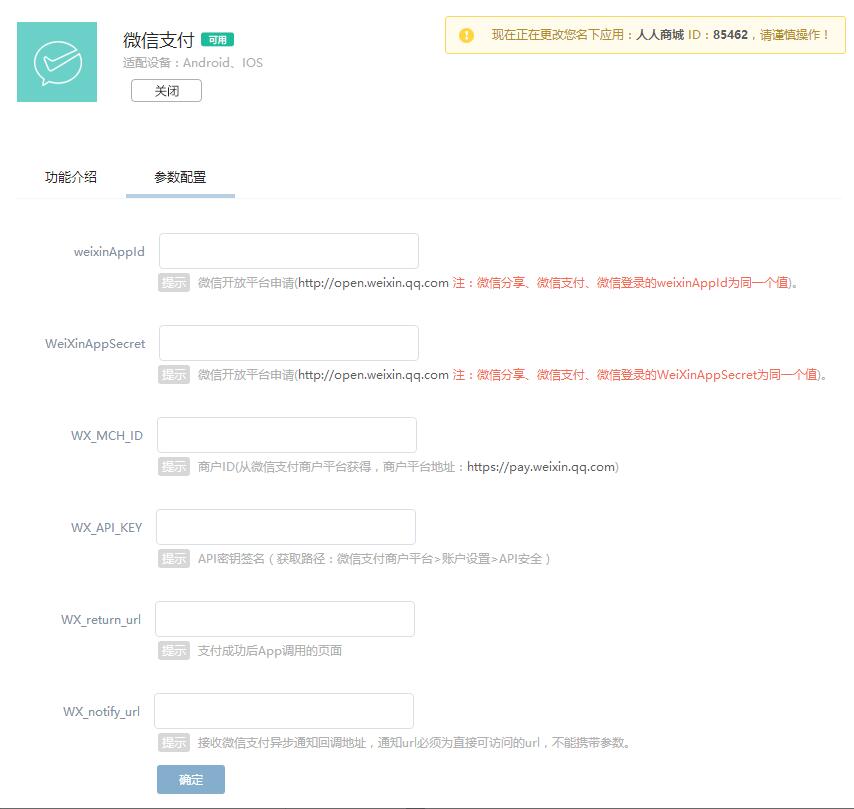 微信支付 可用
适配设备：Android、IOS
关闭
现在正在更改您名下应用：人人商城 ID：85462，请谨慎操作！
功能介绍 参数配置
weixinAppId
提示 微信开放平台申请(http://open.weixin.qq.com 注：微信分享、微信支付、微信登录的weixinAppId为同一个值)。
WeiXinAppSecret
提示 微信开放平台申请(http://open.weixin.qq.com 注：微信分享、微信支付、微信登录的WeiXinAppSecret为同一个值)。
WX_MCH_ID
提示 商户ID(从微信支付商户平台获得，商户平台地址：https://pay.weixin.qq.com)
WX_API_KEY
提示 API密钥签名（获取路径：微信支付商户平台>账户设置>API安全）
WX_return_url
提示 支付成功后App调用的页面
WX_notify_url
提示 接收微信支付异步通知回调地址，通知url必须为直接可访问的url，不能携带参数。
确定